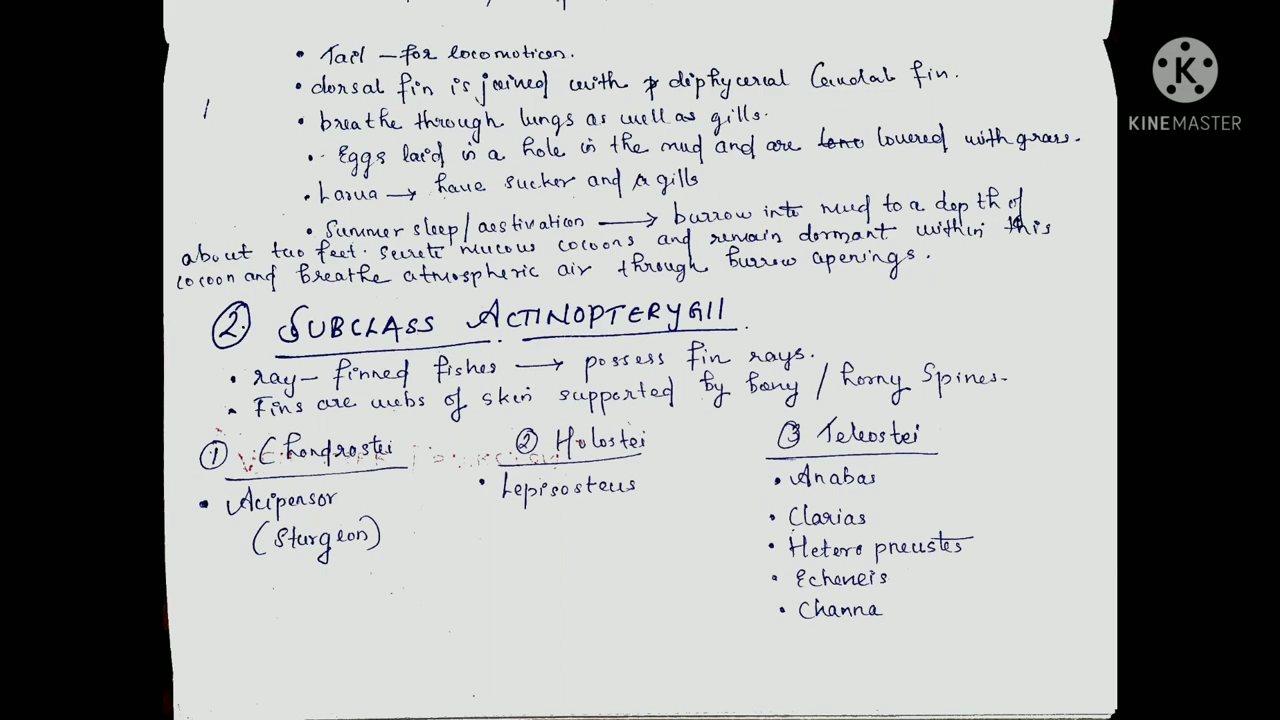 • Tail – for locomotion.
• dorsal fin is joined with diphycercal Caudal fin.
• breathe through lungs as well as gills.
• Eggs laid in a hole in the mud and are lovered with grass.
• Larva → have sucker and gills
• Summer sleep / aestivation → burrow into mud to a depth of
about two feet. Secrete mucous cocoons and remain dormant within this
cocoon and breathe atmospheric air through burrow openings.
② SUBCLASS ACTINOPTERYGII
• ray-finned fishes → possess fin rays.
• Fins are webs of skin supported by bony / horny Spines.
① Chondrostei
• Acipensor
(Sturgeon)
② Holostei
• Lepisosteus
③ Teleostei
• Anabas
• Clarias
• Hetero pneustes
• Echeneis
• Channa
K
KINEMASTER